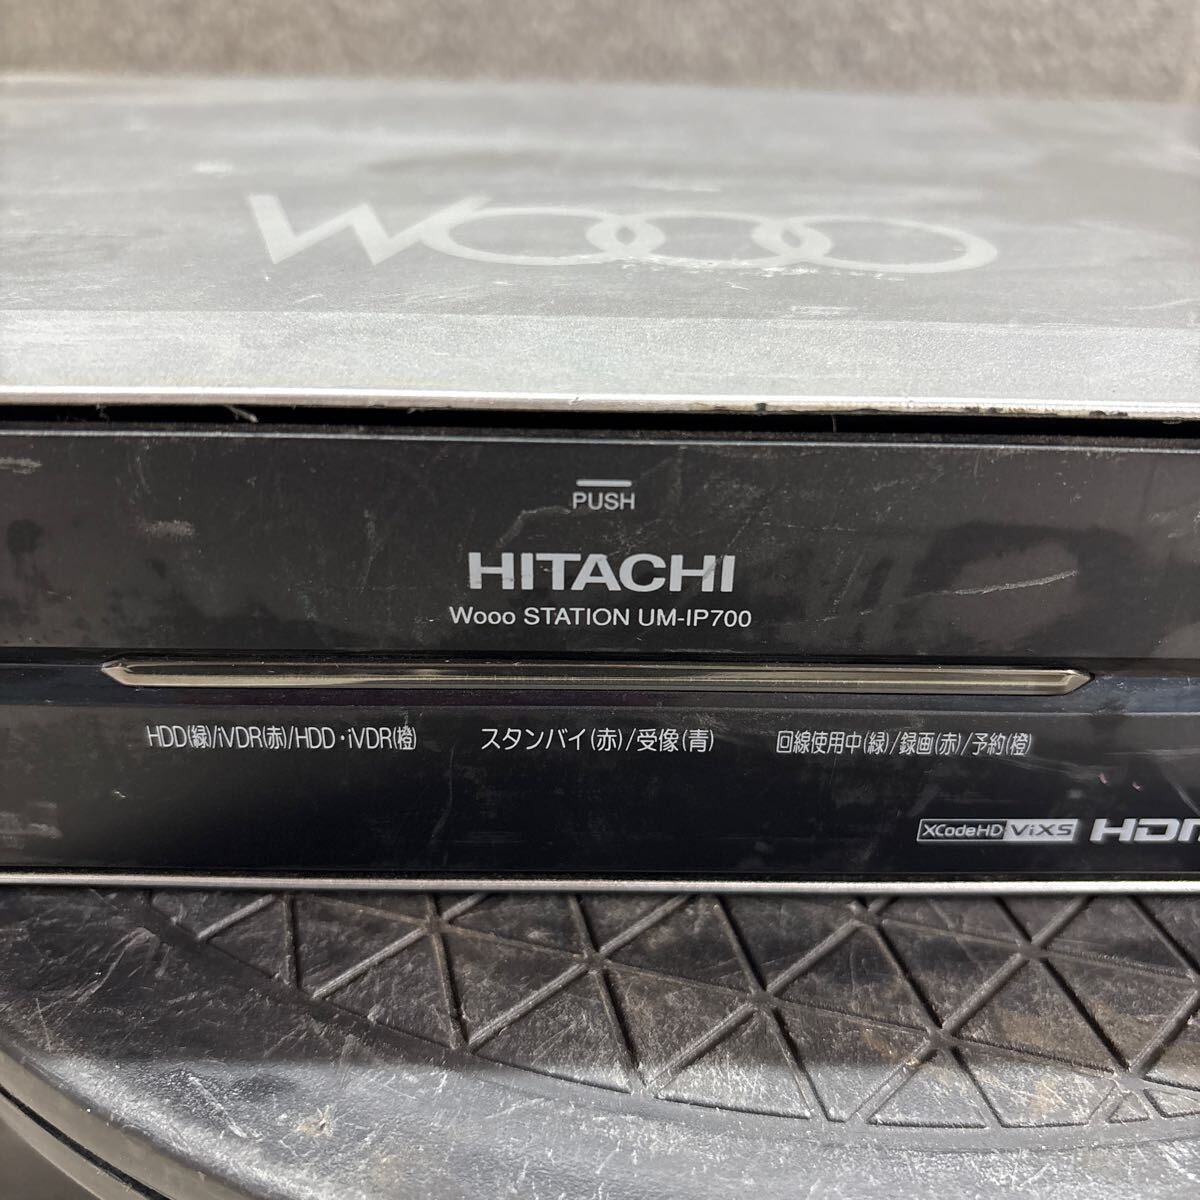 Wooo
PUSH
HITACHI
Wooo STATION UM-IP700
HDD(緑)/iVDR(赤)/HDD・iVDR(橙) スタンバイ(赤)/受像(青) 回線使用中(緑)/録画(赤)/予約(橙)
XCodeHD ViXS HDM